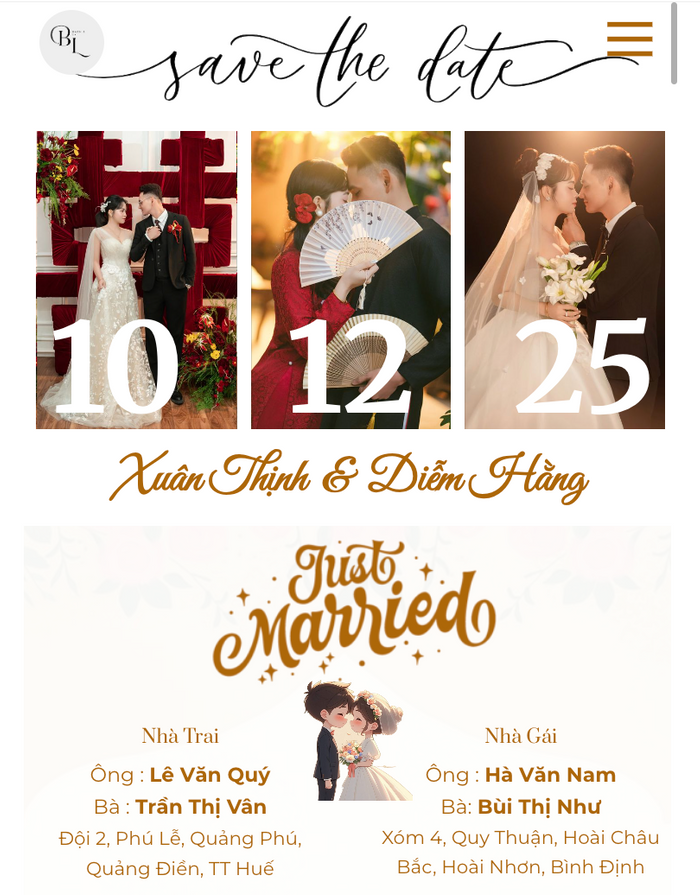 BL
save the date
10
12
25
Xuân Thịnh & Diễm Hằng
Just
Married
Nhà Trai
Ông : Lê Văn Quý
Bà : Trần Thị Vân
Đội 2, Phú Lễ, Quảng Phú,
Quảng Điền, TT Huế
Nhà Gái
Ông : Hà Văn Nam
Bà: Bùi Thị Như
Xóm 4, Quy Thuận, Hoài Châu
Bắc, Hoài Nhơn, Bình Định